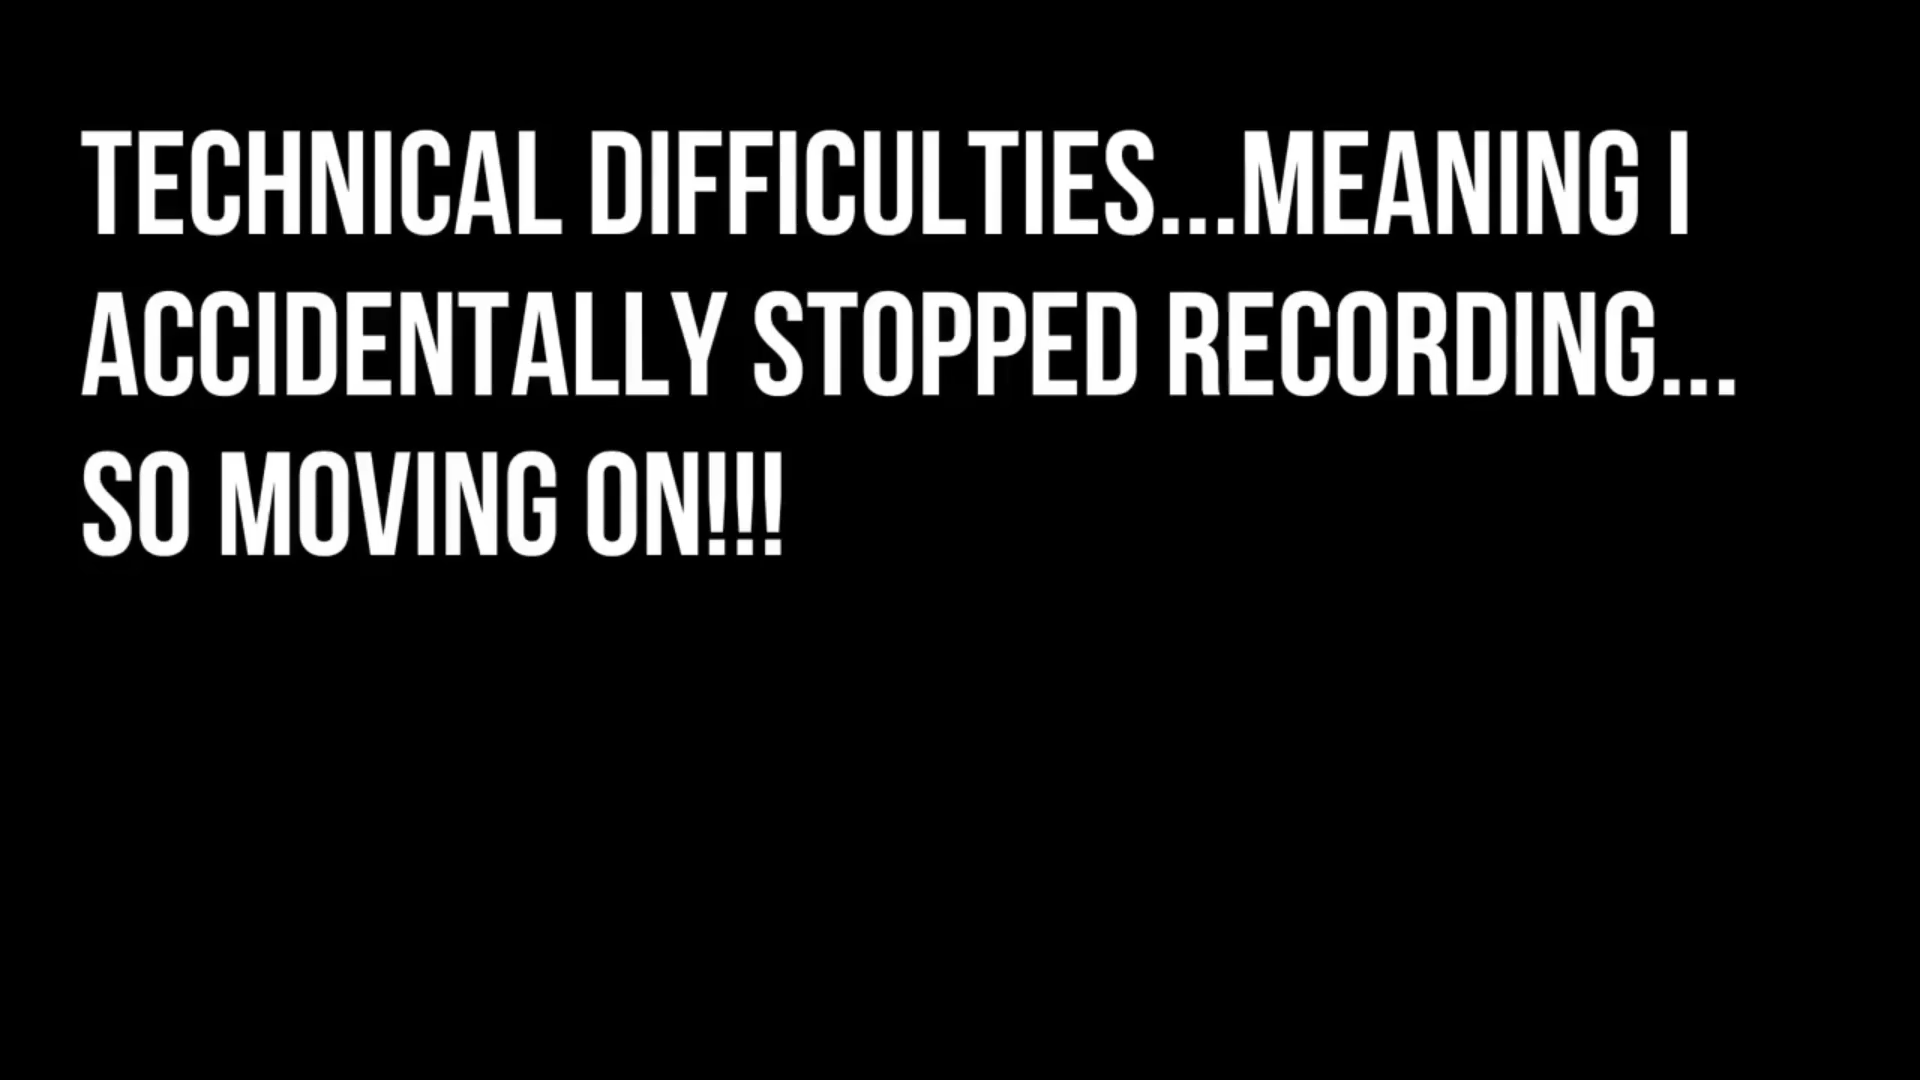 TECHNICAL DIFFICULTIES...MEANING I
ACCIDENTALLY STOPPED RECORDING...
SO MOVING ON!!!